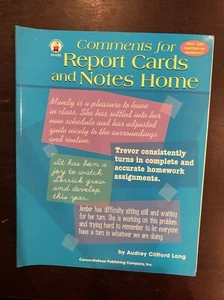 Comments for
Report Cards
and Notes Home
Mandy is a pleasure to have
in class. She has settled into her
new schedule and has adjusted
quite nicely to the surroundings
and routine.
Trevor consistently
turns in complete and
accurate homework
assignments.
It has been a
joy to watch
Derrick grow
and develop
this year.
Amber has difficulty sitting still and waiting
for her turn. She is working on this problem
and trying hard to remember to let everyone
have a turn in whatever we are doing.
by Audrey Clifford Lang
Carson-Dellosa Publishing Company, Inc.